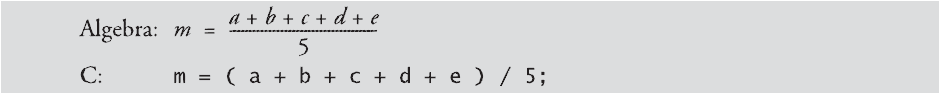 Algebra: m = a + b + c + d + e / 5
C: m = ( a + b + c + d + e ) / 5;